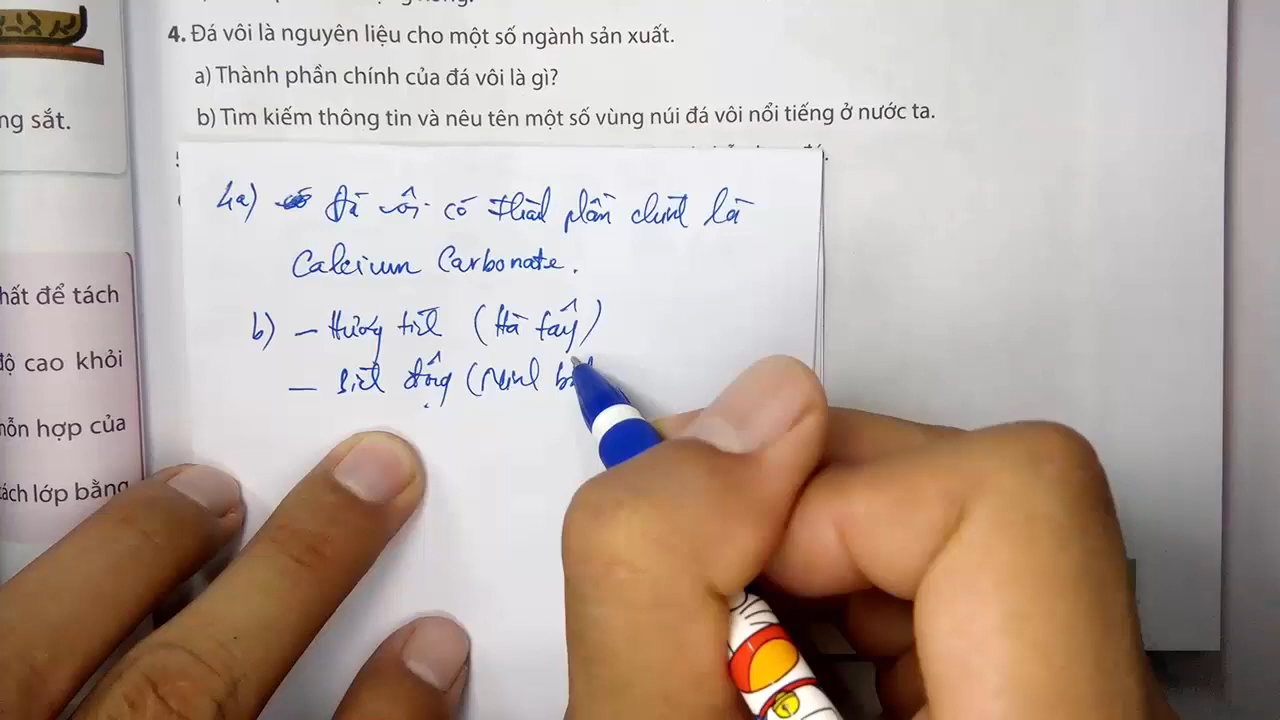 4. Đá vôi là nguyên liệu cho một số ngành sản xuất.
a) Thành phần chính của đá vôi là gì?
b) Tìm kiếm thông tin và nêu tên một số vùng núi đá vôi nổi tiếng ở nước ta.
ng sắt.
hất để tách
độ cao khỏi
hỗn hợp của
tách lớp bằng
4a) Đá vôi có thành phần chính là
Calcium Carbonate.
b) – Hương tích (Hà tây)
– Bích động (Ninh b